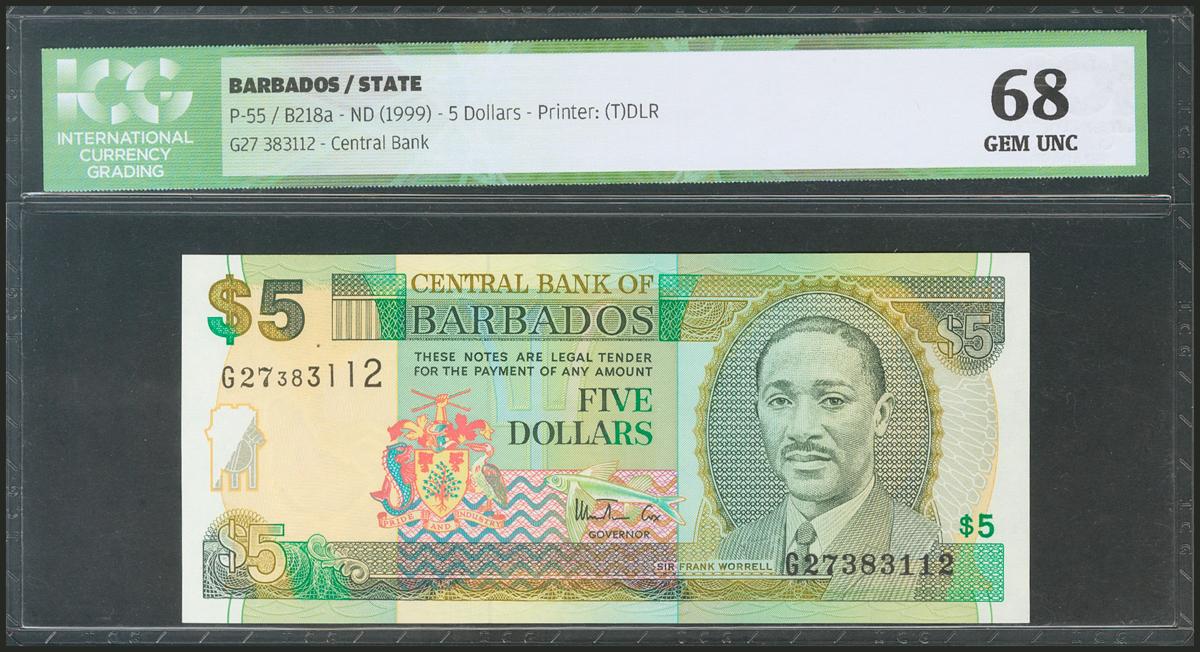 ICG
INTERNATIONAL
CURRENCY
GRADING
BARBADOS / STATE
P-55 / B218a - ND (1999) - 5 Dollars - Printer: (T)DLR
G27 383112 - Central Bank
68
GEM UNC
$5
CENTRAL BANK OF
BARBADOS
$5
THESE NOTES ARE LEGAL TENDER
FOR THE PAYMENT OF ANY AMOUNT
G27383112
FIVE
DOLLARS
PRIDE AND INDUSTRY
GOVERNOR
$5
$5
SIR FRANK WORRELL
G27383112